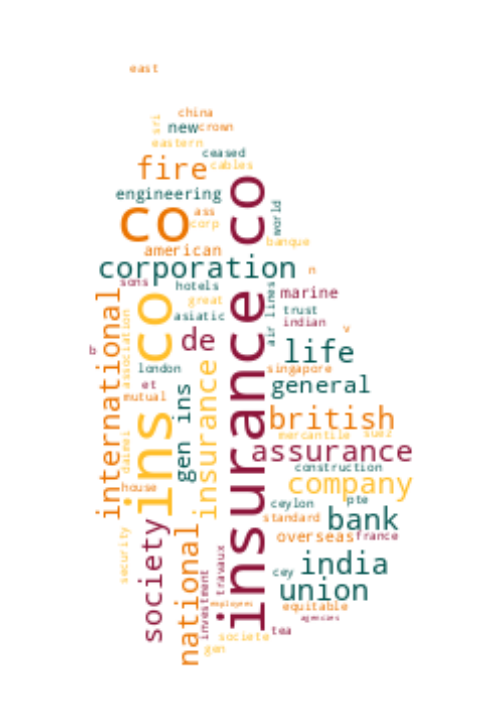 east
china
sri
new
crown
eastern
ceased
fire
cables
engineering
insurance co
co
ass
world
corp
american
banque
corporation
n
sons
hotels
air lines
marine
international
ins co
great
trust
association
asiatic
indian
de
v
b
life
london
singapore
et
general
mutual
gen ins
insurance
british
mercantile
suez
daimei
assurance
construction
house
company
ceylon
pte
standard
bank
society
national
security
overseas
france
travaux
india
cey
investment
union
employees
equitable
agencies
societe
tea
gen